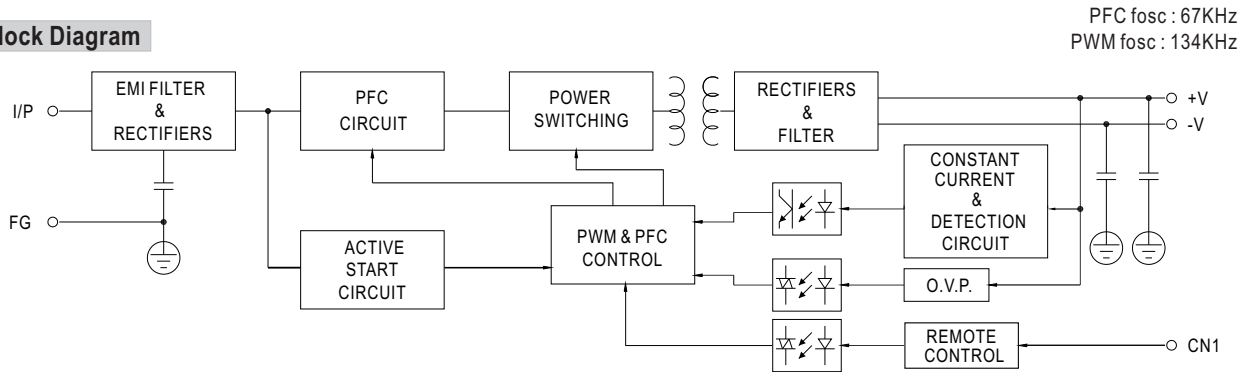 PFC fosc : 67KHz
PWM fosc : 134KHz
lock Diagram
I/P
EMI FILTER
&
RECTIFIERS
PFC
CIRCUIT
POWER
SWITCHING
RECTIFIERS
&
FILTER
+V
-V
FG
ACTIVE
START
CIRCUIT
PWM & PFC
CONTROL
CONSTANT
CURRENT
&
DETECTION
CIRCUIT
O.V.P.
REMOTE
CONTROL
CN1